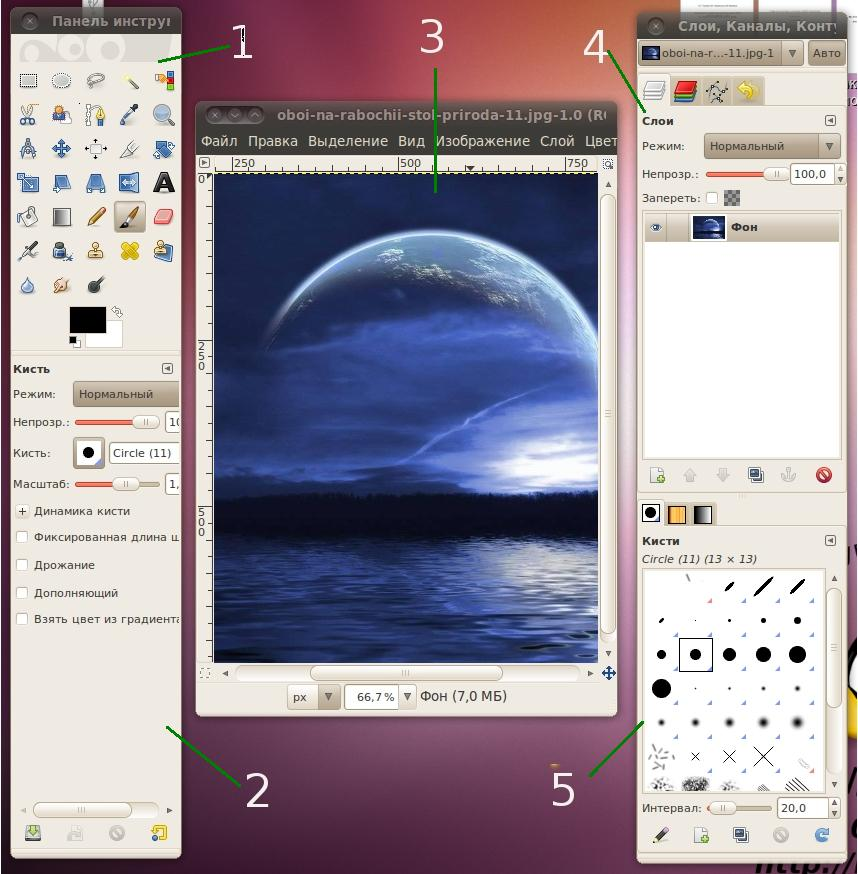 Панель инстру
1
Кисть
Режим:
Нормальный
Непрозр.:
10
Кисть:
Circle (11)
Масштаб:
1,
Динамика кисти
Фиксированная длина ш
Дрожание
Дополняющий
Взять цвет из градиента
2
3
oboi-na-rabochii-stol-priroda-11.jpg-1.0 (R
Файл Правка Выделение Вид Изображение Слой Цвет
250 500 750
0
250
500
px
66,7%
Фон (7,0 МБ)
4
Слои, Каналы, Конту
oboi-na-r...-11.jpg-1
Авто
Слои
Режим:
Нормальный
Непрозр.:
100,0
Запереть:
Фон
Кисти
Circle (11) (13 × 13)
5
Интервал:
20,0